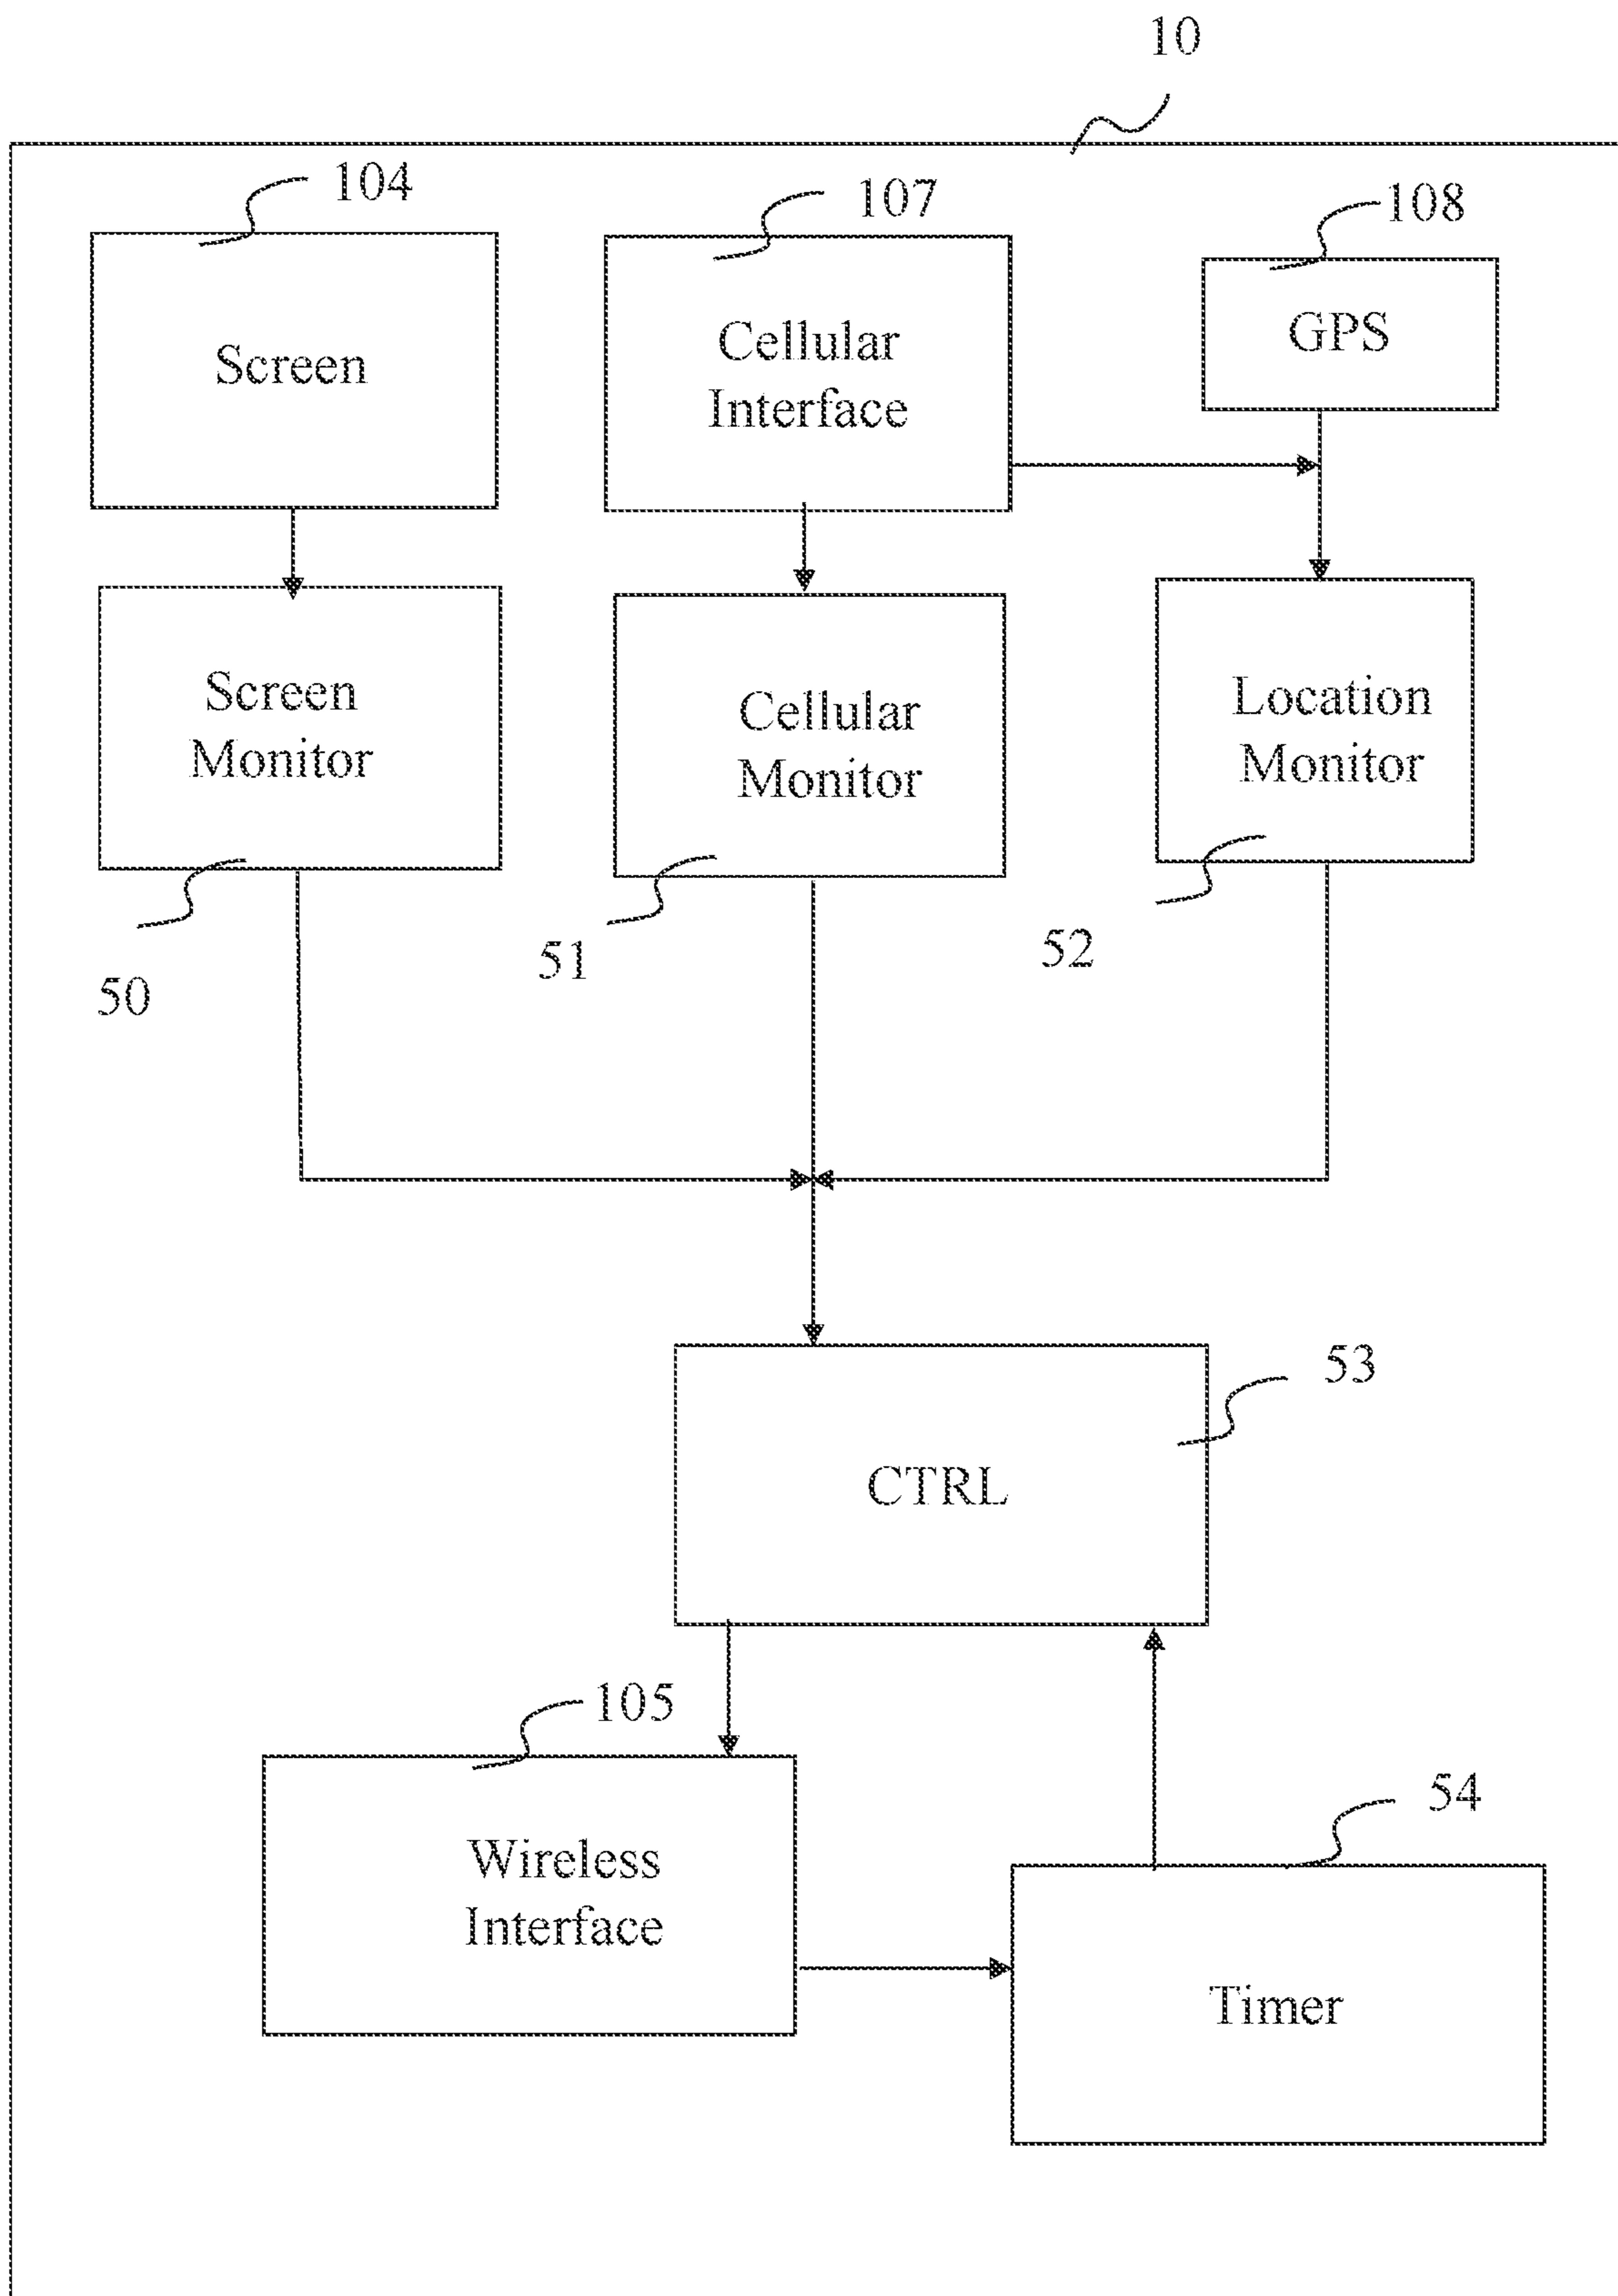 10
104
107
108
Screen
Cellular
Interface
GPS
Screen
Monitor
Cellular
Monitor
Location
Monitor
50
51
52
53
CTRL
105
54
Wireless
Interface
Timer